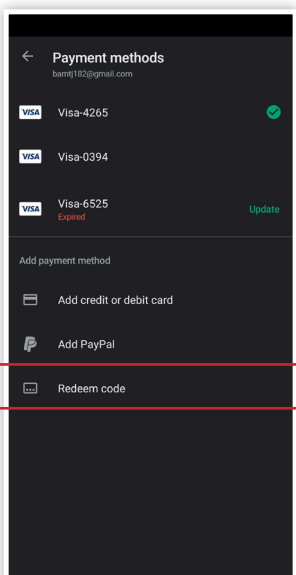 Payment methods
bamtj182@gmail.com
VISA Visa-4265
VISA Visa-0394
VISA Visa-6525
Expired
Update
Add payment method
Add credit or debit card
Add PayPal
Redeem code